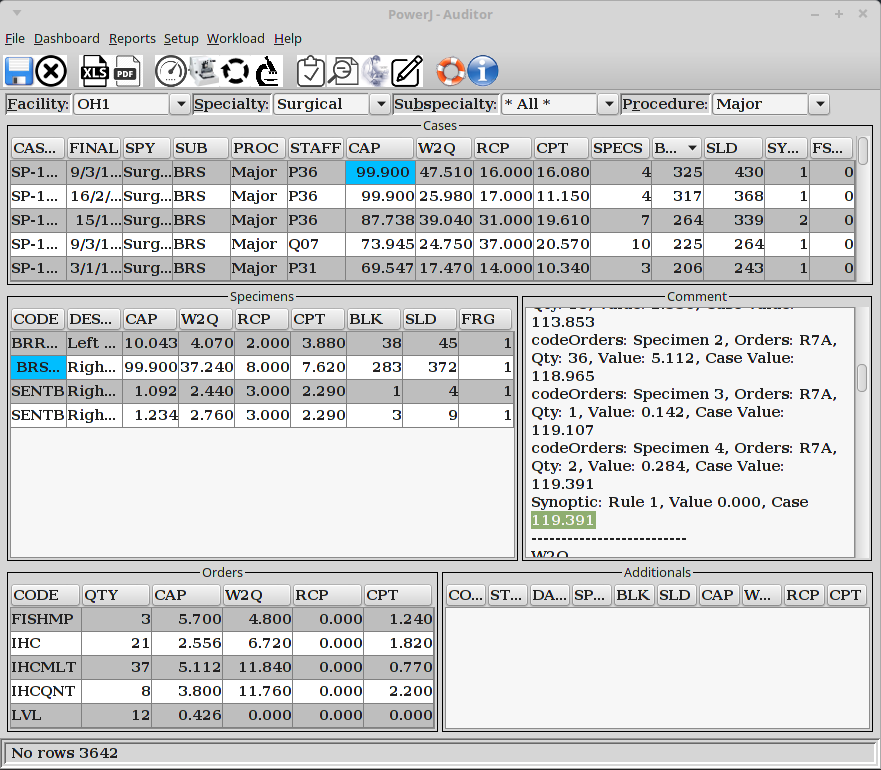 PowerJ - Auditor
File Dashboard Reports Setup Workload Help
XLS PDF
Facility: OH1 Specialty: Surgical Subspecialty: * All * Procedure: Major
Cases
CAS... FINAL SPY SUB PROC STAFF CAP W2Q RCP CPT SPECS B... SLD SY... FS...
SP-1... 9/3/1... Surg... BRS Major P36 99.900 47.510 16.000 16.080 4 325 430 1 0
SP-1... 16/2/... Surg... BRS Major P36 99.900 25.980 17.000 11.150 4 317 368 1 0
SP-1... 15/1... Surg... BRS Major P36 87.738 39.040 31.000 19.610 7 264 339 2 0
SP-1... 9/3/1... Surg... BRS Major Q07 73.945 24.750 37.000 20.570 10 225 264 1 0
SP-1... 3/1/1... Surg... BRS Major P31 69.547 17.470 14.000 10.340 3 206 243 1 0
Specimens
CODE DES... CAP W2Q RCP CPT BLK SLD FRG
BRR... Left ... 10.043 4.070 2.000 3.880 38 45 1
BRS... Righ... 99.900 37.240 8.000 7.620 283 372 1
SENTB Righ... 1.092 2.440 3.000 2.290 1 4 1
SENTB Righ... 1.234 2.760 3.000 2.290 3 9 1
Comment
113.853
codeOrders: Specimen 2, Orders: R7A,
Qty: 36, Value: 5.112, Case Value:
118.965
codeOrders: Specimen 3, Orders: R7A,
Qty: 1, Value: 0.142, Case Value:
119.107
codeOrders: Specimen 4, Orders: R7A,
Qty: 2, Value: 0.284, Case Value:
119.391
Synoptic: Rule 1, Value 0.000, Case
119.391
--------------------------
W2Q
Orders
CODE QTY CAP W2Q RCP CPT
FISHMP 3 5.700 4.800 0.000 1.240
IHC 21 2.556 6.720 0.000 1.820
IHCMLT 37 5.112 11.840 0.000 0.770
IHCQNT 8 3.800 11.760 0.000 2.200
LVL 12 0.426 0.000 0.000 0.000
Additionals
CO... ST... DA... SP... BLK SLD CAP W... RCP CPT
No rows 3642